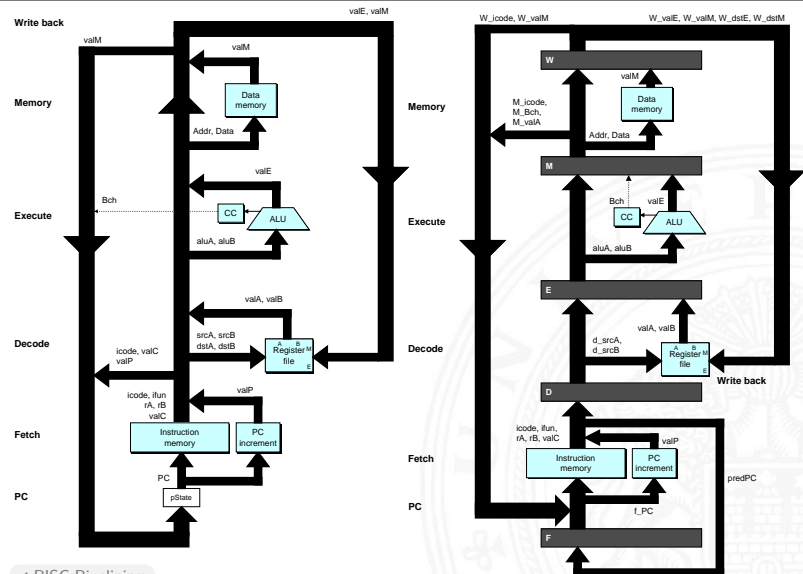 Write back
valE, valM
valM
valM
Memory
Data
memory
Addr, Data
valE
Bch
Execute
CC
ALU
aluA, aluB
valA, valB
Decode
srcA, srcB
dstA, dstB
A B
Register
file
M
E
icode, valC
valP
icode, ifun
rA, rB
valC
valP
Fetch
Instruction
memory
PC
increment
PC
PC
pState
W_icode, W_valM
W_valE, W_valM, W_dstE, W_dstM
W
valM
Memory
M_icode,
M_Bch,
M_valA
Data
memory
Addr, Data
M
Bch
valE
Execute
CC
ALU
aluA, aluB
E
valA, valB
Decode
d_srcA,
d_srcB
A B
Register
file
M
E
Write back
D
icode, ifun,
rA, rB, valC
valP
Fetch
Instruction
memory
PC
increment
predPC
PC
f_PC
F